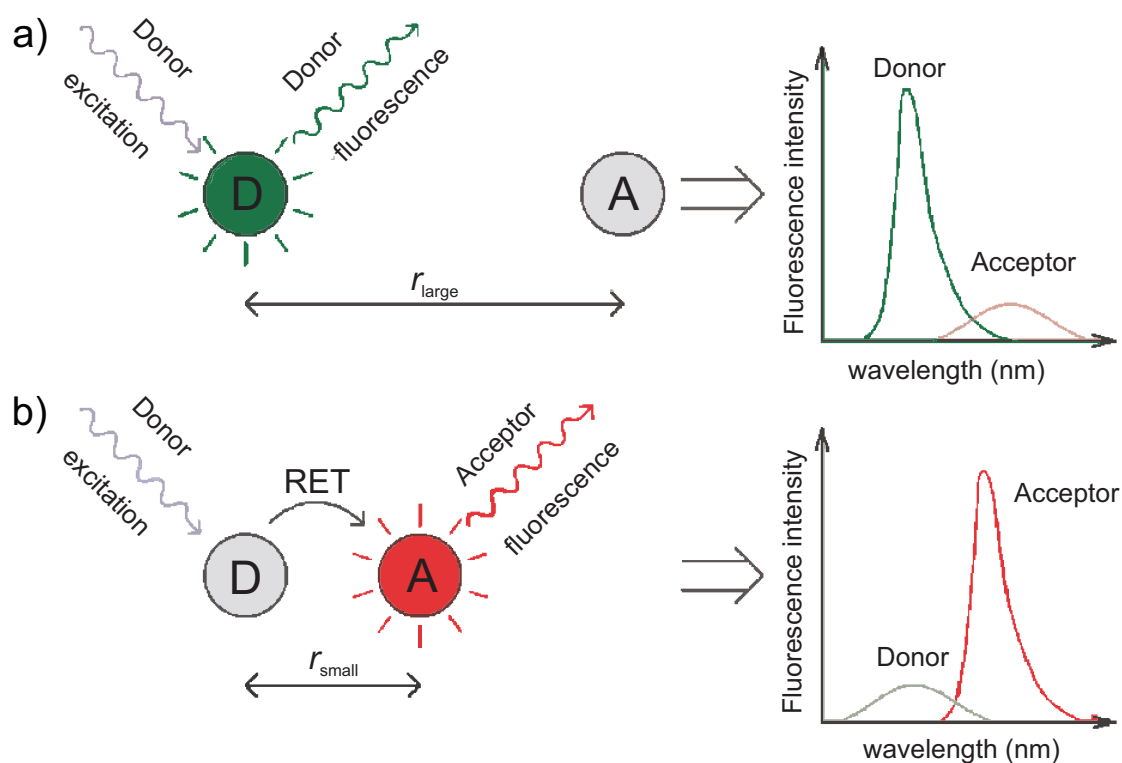 a)
Donor
excitation
Donor
fluorescence
D
A
r large
Fluorescence intensity
Donor
Acceptor
wavelength (nm)
b)
Donor
excitation
RET
Acceptor
fluorescence
D
A
r small
Fluorescence intensity
Donor
Acceptor
wavelength (nm)